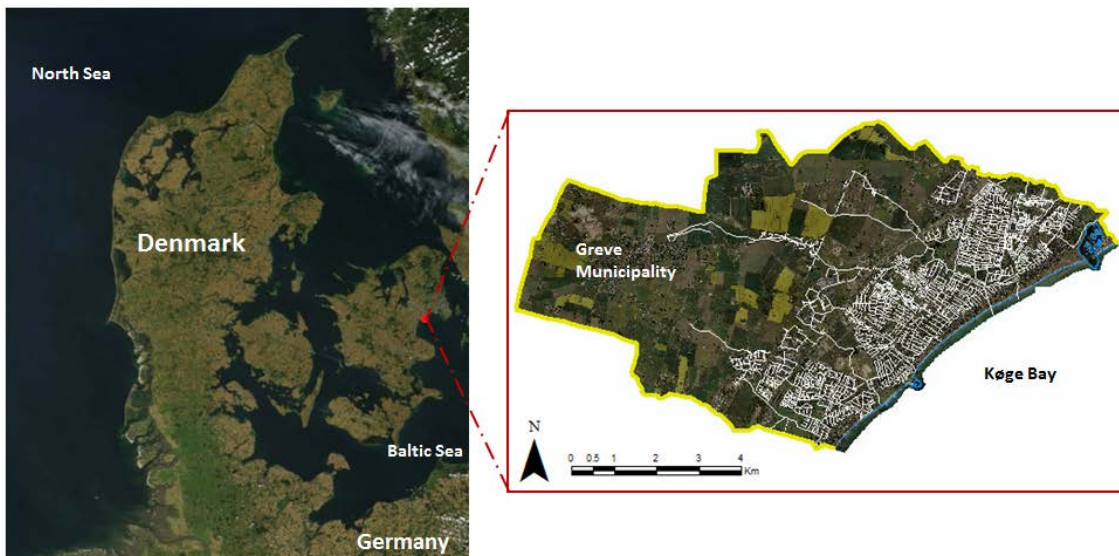 North Sea
Denmark
Baltic Sea
Germany
Greve
Municipality
Køge Bay
N
0 0.5 1 2 3 4
Km